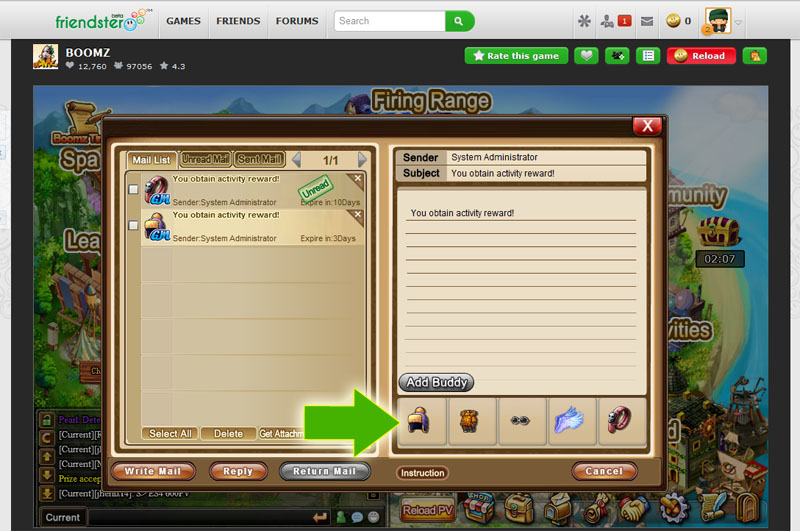 friendster beta
GAMES
FRIENDS
FORUMS
Search
1
0
2
BOOMZ
12,760
97056
4.3
Rate this game
Reload
Firing Range
Boomz
Spa
Lea
munity
vities
02:07
X
Mail List
Unread Mail
Sent Mail
1/1
You obtain activity reward!
Unread
GM
Sender:System Administrator
Expire in:10Days
You obtain activity reward!
GM
Sender:System Administrator
Expire in:3Days
Select All
Delete
Get Attachm
Sender
System Administrator
Subject
You obtain activity reward!
You obtain activity reward!
Add Buddy
Write Mail
Reply
Return Mail
Instruction
Cancel
[Current]
[Current]
[Current]
Prize accep
Current
SHOP
Reload PV